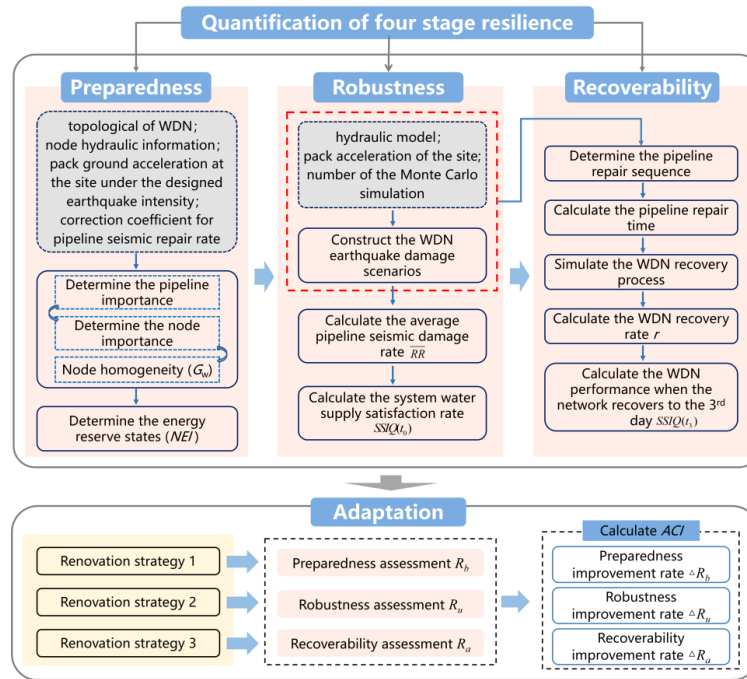 Quantification of four stage resilience
Preparedness
topological of WDN;
node hydraulic information;
pack ground acceleration at
the site under the designed
earthquake intensity;
correction coefficient for
pipeline seismic repair rate
Determine the pipeline
importance
Determine the node
importance
Node homogeneity (Gw)
Determine the energy
reserve states (NEI)
Robustness
hydraulic model;
pack acceleration of the site;
number of the Monte Carlo
simulation
Construct the WDN
earthquake damage
scenarios
Calculate the average
pipeline seismic damage
rate R̅R̅
Calculate the system water
supply satisfaction rate
SSIQ(t₀)
Recoverability
Determine the pipeline
repair sequence
Calculate the pipeline repair
time
Simulate the WDN recovery
process
Calculate the WDN recovery
rate r
Calculate the WDN
performance when the
network recovers to the 3rd
day SSIQ(t₃)
Adaptation
Renovation strategy 1
Renovation strategy 2
Renovation strategy 3
Preparedness assessment Rb
Robustness assessment Ru
Recoverability assessment Ra
Calculate ACI
Preparedness
improvement rate △Rb
Robustness
improvement rate △Ru
Recoverability
improvement rate △Ra